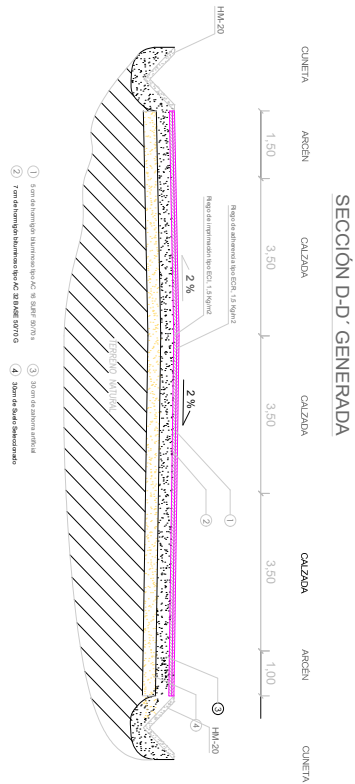 SECCIÓN D-D´ GENERADA
CUNETA
ARCÉN
CALZADA
CALZADA
CALZADA
ARCÉN
CUNETA
1,50
3,50
3,50
3,50
1,00
HM-20
Riego de adherencia tipo ECR, 1.5 Kg/m2
Riego de imprimación tipo ECI, 1.5 Kg/m2
2 %
2 %
1
2
3
4
HM-20
TERRENO NATURAL
1 5 cm de hormigón bituminoso tipo AC 16 SURF 50/70 s
2 7 cm de hormigón bituminoso tipo AC 32 BASE 50/70 G
3 30 cm de zahorra artificial
4 30cm de Suelo Seleccionado